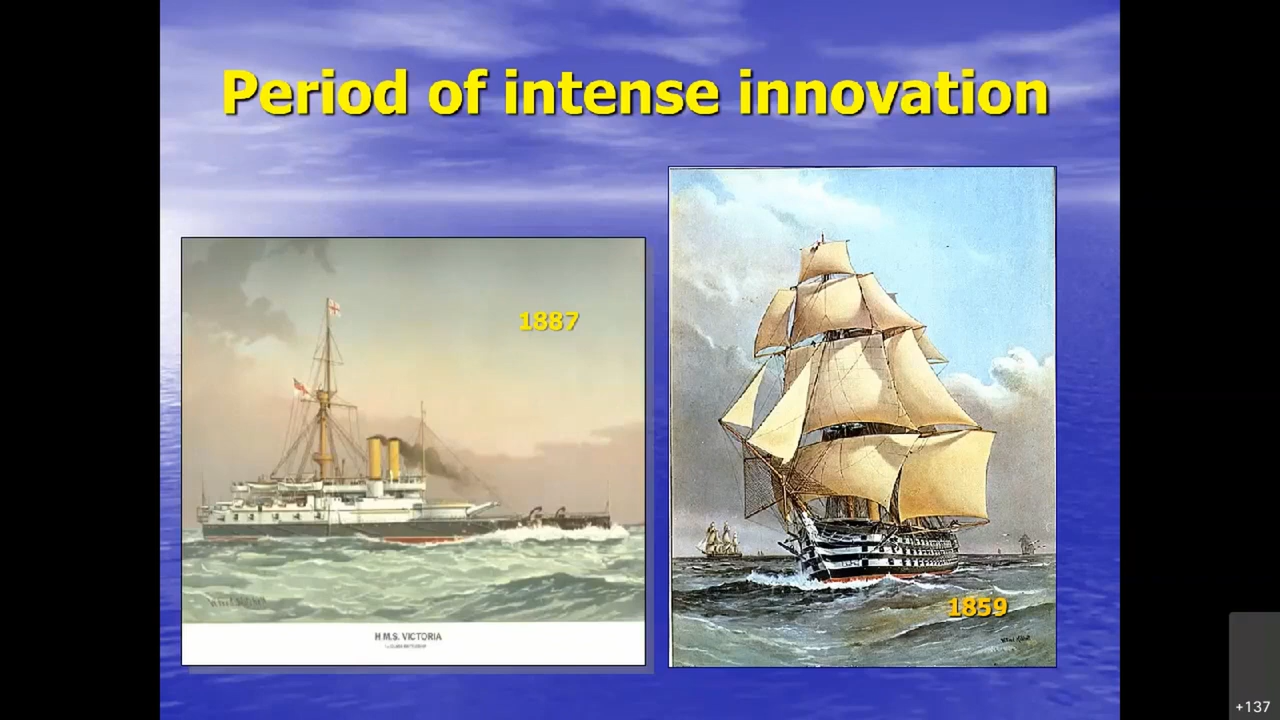 Period of intense innovation
1887
H.M.S. VICTORIA
1859
+137